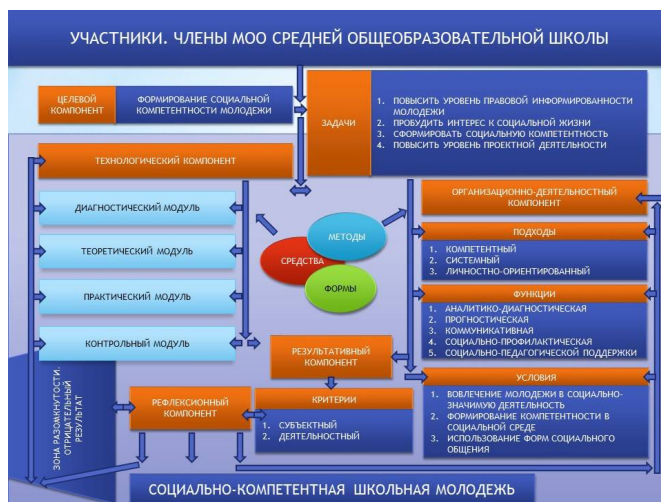 УЧАСТНИКИ. ЧЛЕНЫ МОО СРЕДНЕЙ ОБЩЕОБРАЗОВАТЕЛЬНОЙ ШКОЛЫ
ЦЕЛЕВОЙ
КОМПОНЕНТ
ФОРМИРОВАНИЕ СОЦИАЛЬНОЙ
КОМПЕТЕНТНОСТИ МОЛОДЕЖИ
ЗАДАЧИ
1. ПОВЫСИТЬ УРОВЕНЬ ПРАВОВОЙ ИНФОРМИРОВАННОСТИ
МОЛОДЕЖИ
2. ПРОБУДИТЬ ИНТЕРЕС К СОЦИАЛЬНОЙ ЖИЗНИ
3. СФОРМИРОВАТЬ СОЦИАЛЬНУЮ КОМПЕТЕНТНОСТЬ
4. ПОВЫСИТЬ УРОВЕНЬ ПРОЕКТНОЙ ДЕЯТЕЛЬНОСТИ
ТЕХНОЛОГИЧЕСКИЙ КОМПОНЕНТ
ДИАГНОСТИЧЕСКИЙ МОДУЛЬ
ТЕОРЕТИЧЕСКИЙ МОДУЛЬ
ПРАКТИЧЕСКИЙ МОДУЛЬ
КОНТРОЛЬНЫЙ МОДУЛЬ
МЕТОДЫ
СРЕДСТВА
ФОРМЫ
ОРГАНИЗАЦИОННО-ДЕЯТЕЛЬНОСТНЫЙ
КОМПОНЕНТ
ПОДХОДЫ
1. КОМПЕТЕНТНЫЙ
2. СИСТЕМНЫЙ
3. ЛИЧНОСТНО-ОРИЕНТИРОВАННЫЙ
ФУНКЦИИ
1. АНАЛИТИКО-ДИАГНОСТИЧЕСКАЯ
2. ПРОГНОСТИЧЕСКАЯ
3. КОММУНИКАТИВНАЯ
4. СОЦИАЛЬНО-ПРОФИЛАКТИЧЕСКАЯ
5. СОЦИАЛЬНО-ПЕДАГОГИЧЕСКОЙ ПОДДЕРЖКИ
УСЛОВИЯ
1. ВОВЛЕЧЕНИЕ МОЛОДЕЖИ В СОЦИАЛЬНО-
ЗНАЧИМУЮ ДЕЯТЕЛЬНОСТЬ
2. ФОРМИРОВАНИЕ КОМПЕТЕНТНОСТИ В
СОЦИАЛЬНОЙ СРЕДЕ
3. ИСПОЛЬЗОВАНИЕ ФОРМ СОЦИАЛЬНОГО
ОБЩЕНИЯ
РЕЗУЛЬТАТИВНЫЙ
КОМПОНЕНТ
КРИТЕРИИ
1. СУБЪЕКТНЫЙ
2. ДЕЯТЕЛЬНОСТНЫЙ
РЕФЛЕКСИОННЫЙ
КОМПОНЕНТ
ЗОНА РАЗОМКНУТОСТИ.
ОТРИЦАТЕЛЬНЫЙ
РЕЗУЛЬТАТ
СОЦИАЛЬНО-КОМПЕТЕНТНАЯ ШКОЛЬНАЯ МОЛОДЕЖЬ